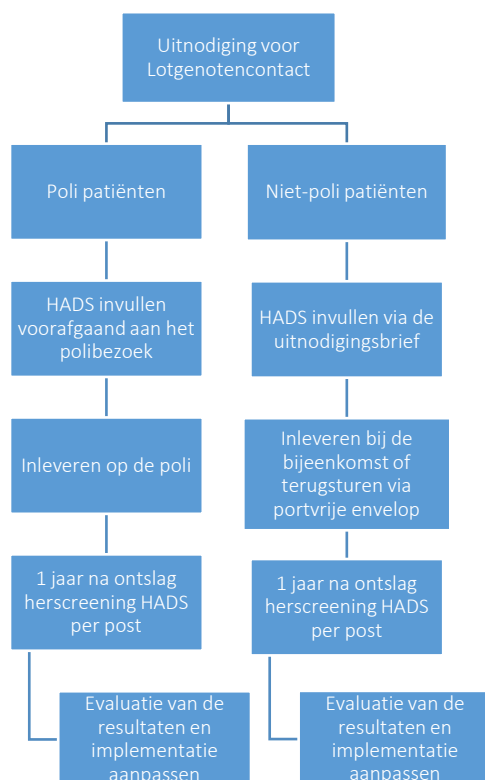 Uitnodiging voor
Lotgenotencontact
Poli patiënten
Niet-poli patiënten
HADS invullen
voorafgaand aan het
polibezoek
HADS invullen via de
uitnodigingsbrief
Inleveren op de poli
Inleveren bij de
bijeenkomst of
terugsturen via
portvrije envelop
1 jaar na ontslag
herscreening HADS
per post
1 jaar na ontslag
herscreening HADS
per post
Evaluatie van de
resultaten en
implementatie
aanpassen
Evaluatie van de
resultaten en
implementatie
aanpassen